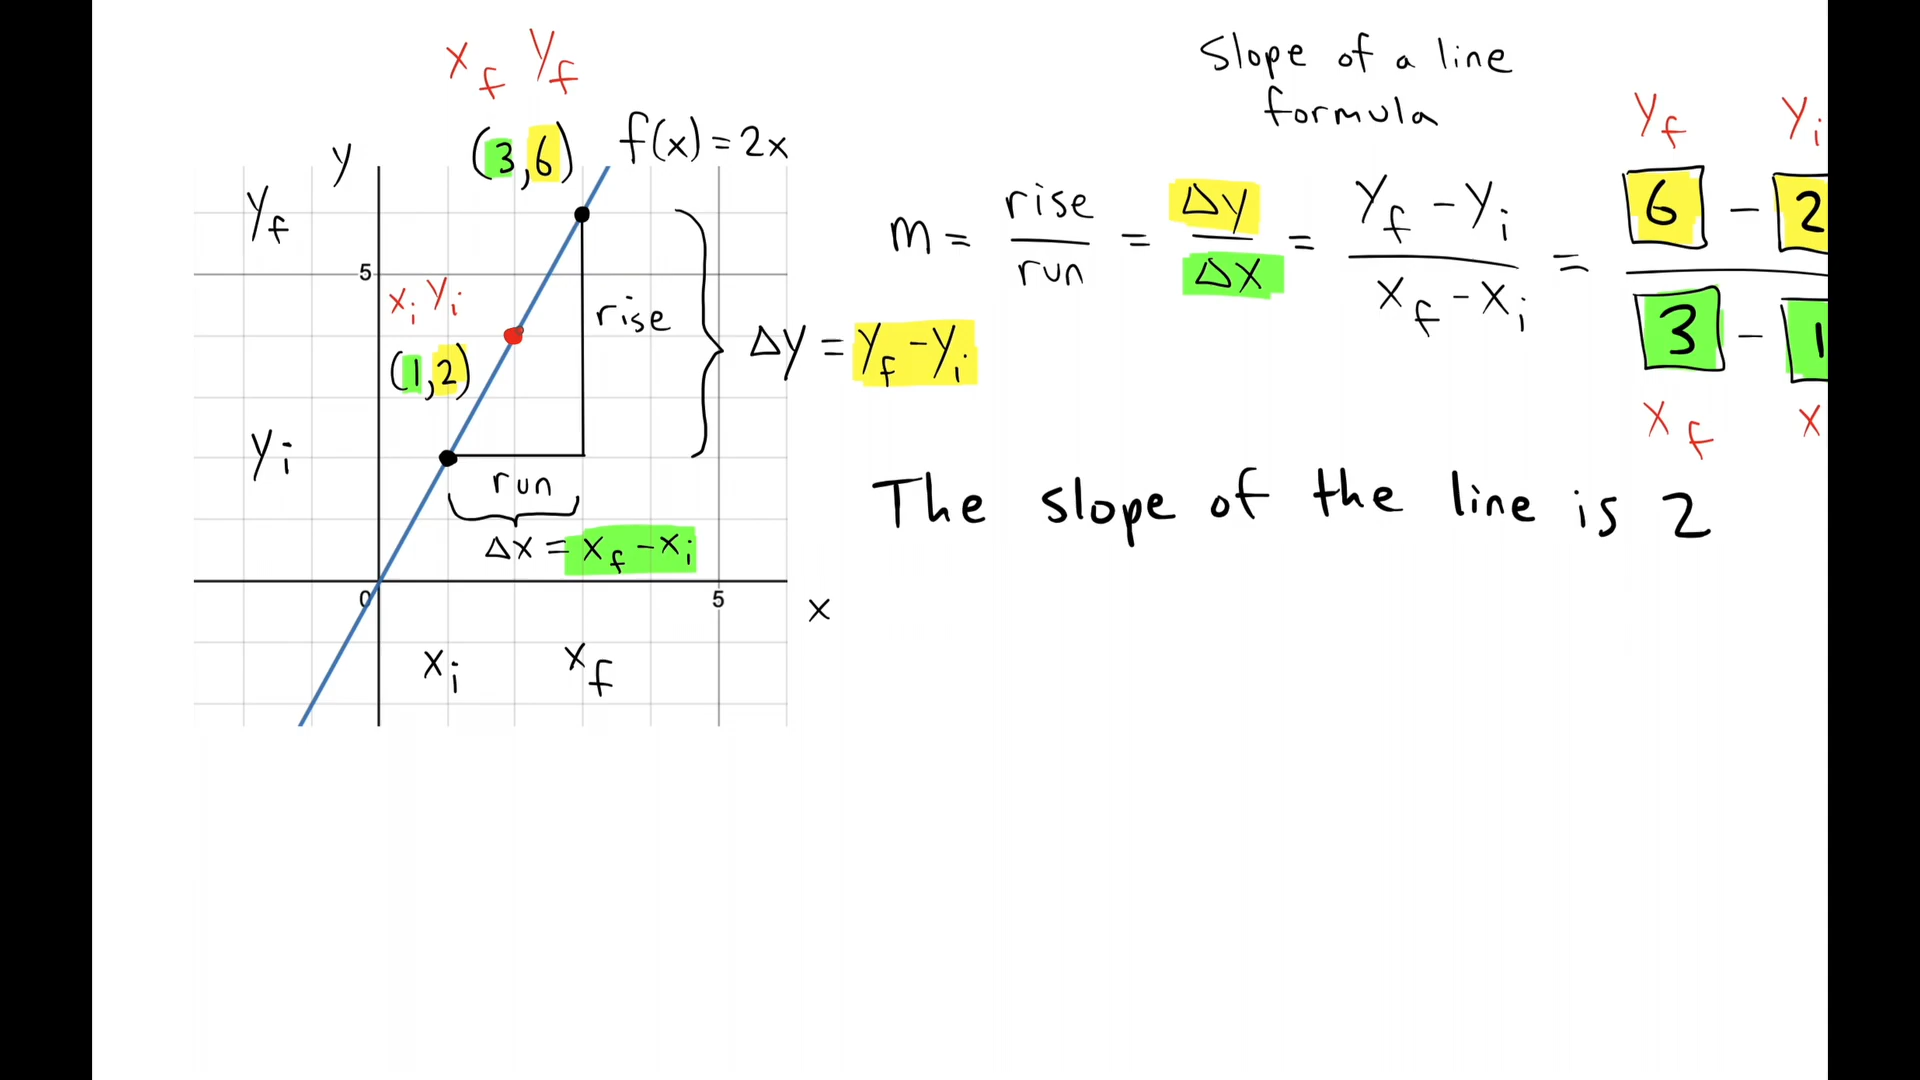 x_f y_f
(3,6) f(x)=2x
y
y_f
5
x_i y_i
(1,2)
rise
Δy = y_f - y_i
y_i
run
Δx = x_f - x_i
0
5
x
x_i
x_f
Slope of a line
formula
y_f y_i
m = rise/run = Δy/Δx = (y_f - y_i)/(x_f - x_i) = (6 - 2)/(3 - 1)
x_f x
The slope of the line is 2